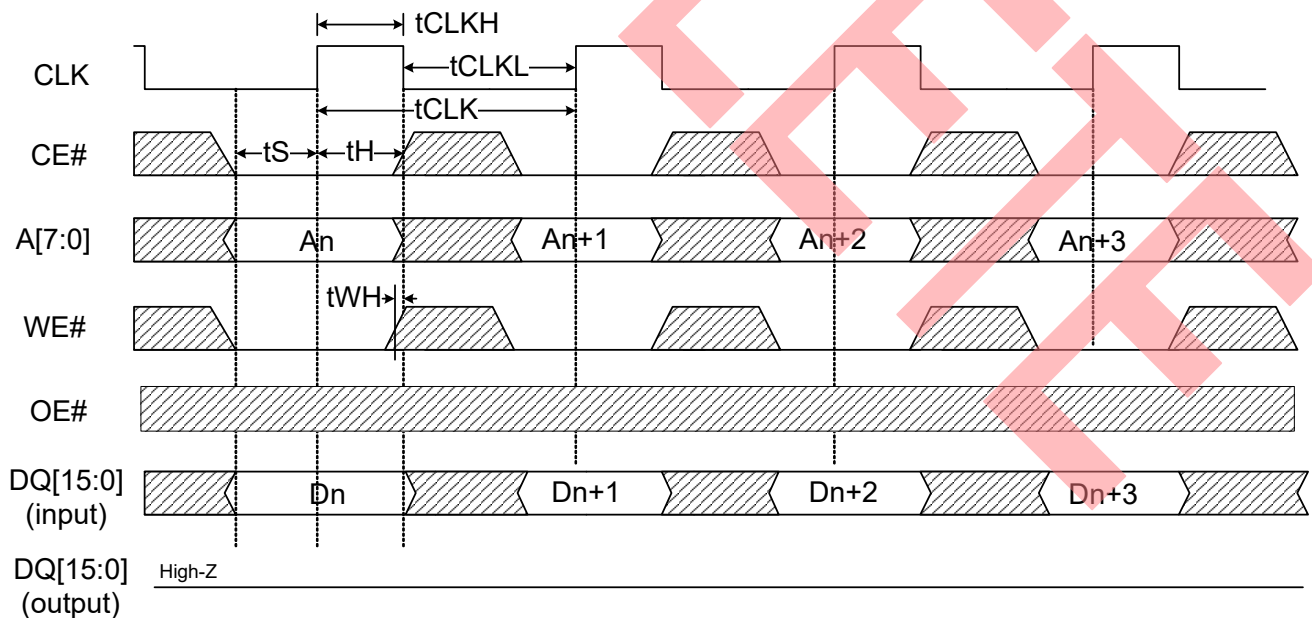 tCLKH
CLK
tCLKL
tCLK
CE#
tS
tH
A[7:0]
An
An+1
An+2
An+3
tWH
WE#
OE#
DQ[15:0]
(input)
Dn
Dn+1
Dn+2
Dn+3
DQ[15:0]
(output)
High-Z